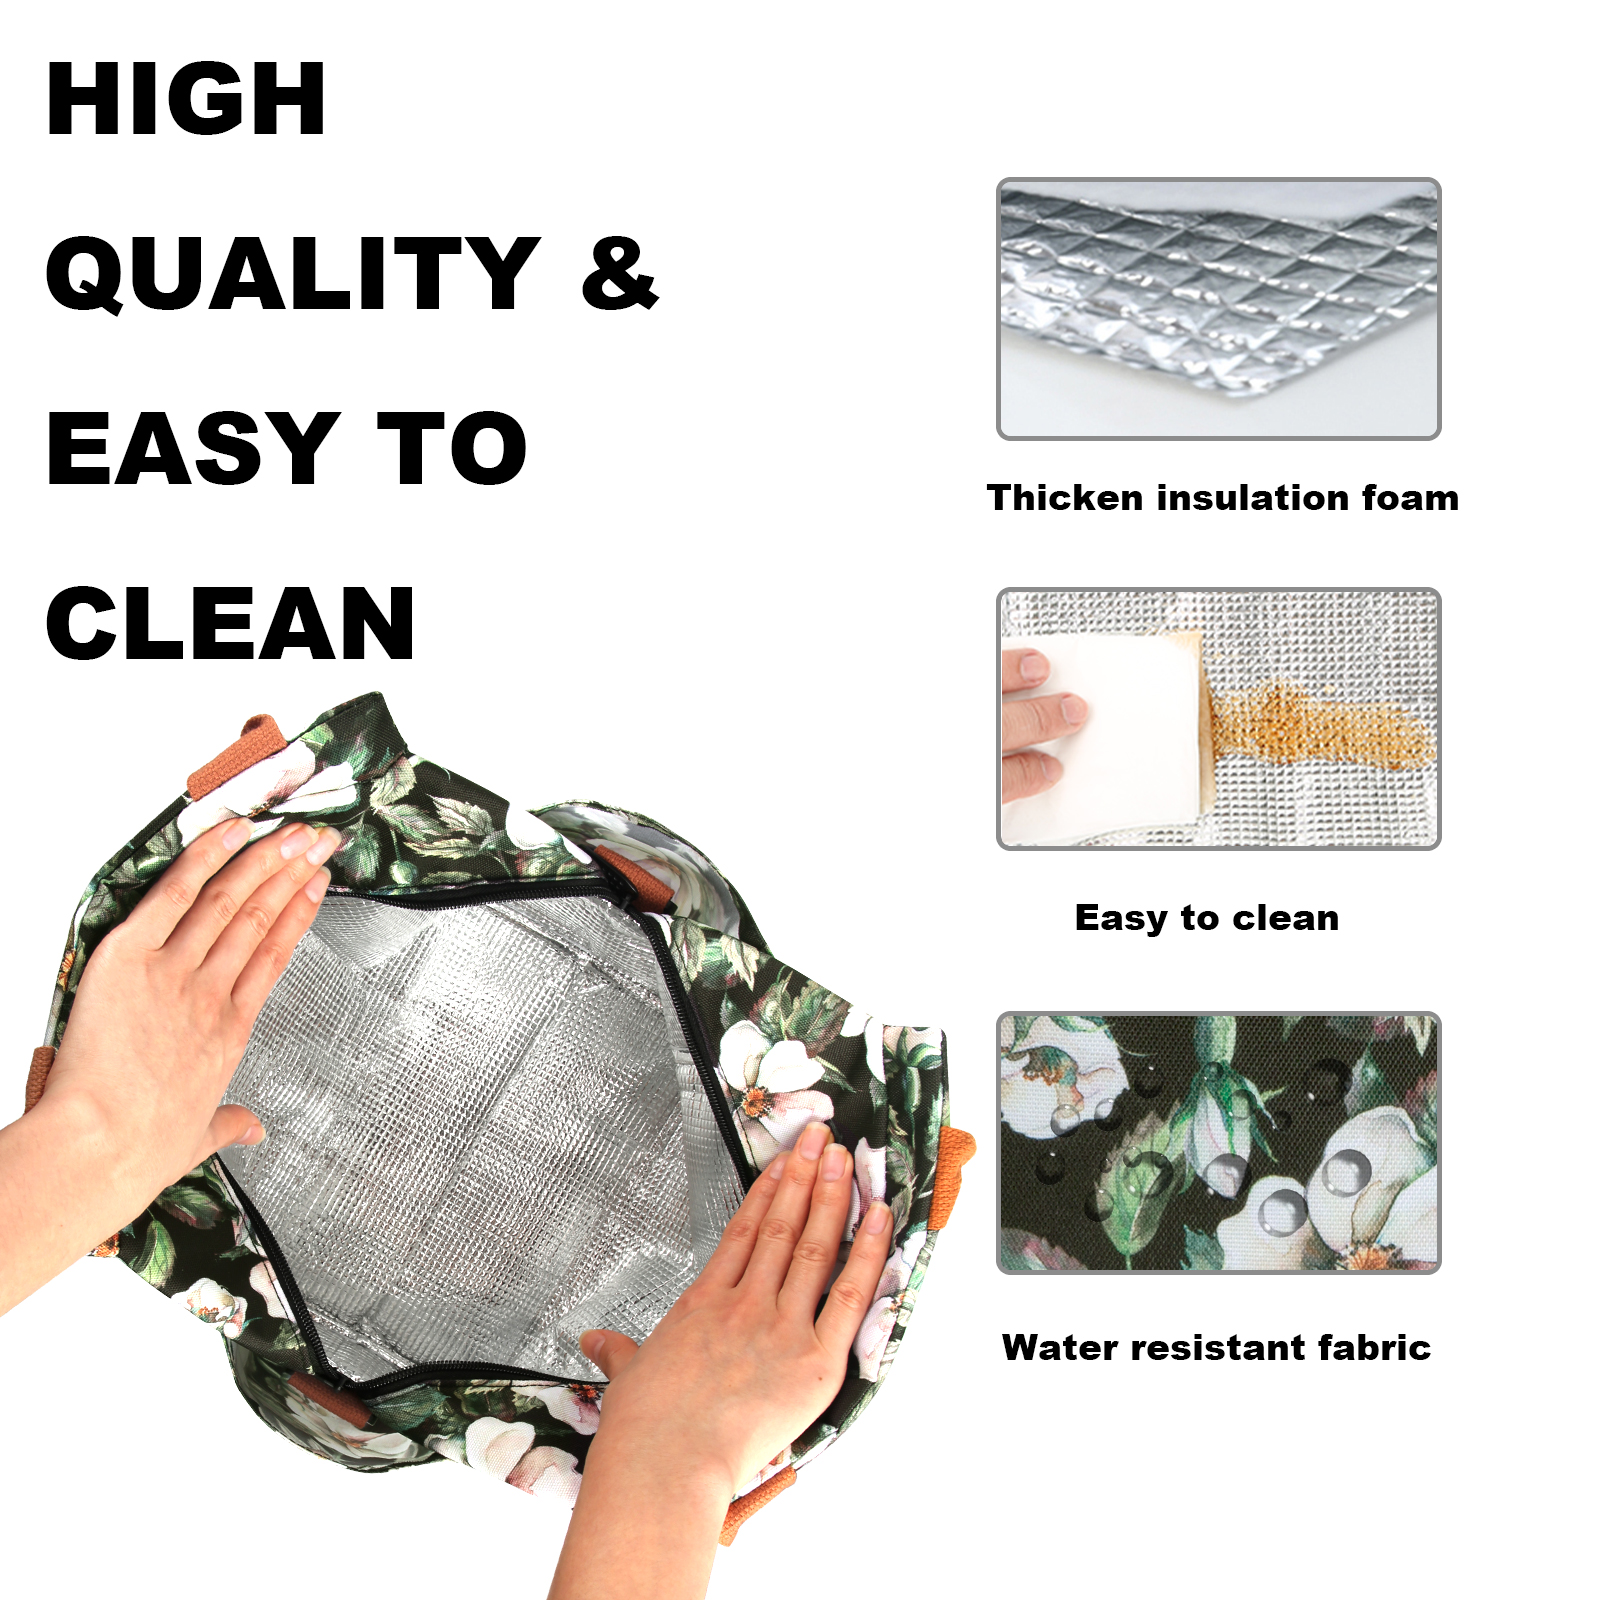 HIGH
QUALITY &
EASY TO
CLEAN
Thicken insulation foam
Easy to clean
Water resistant fabric